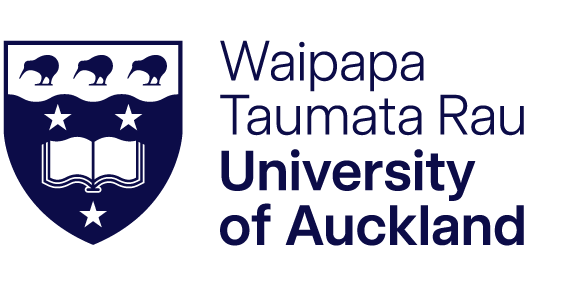 Waipapa
Taumata Rau
University
of Auckland